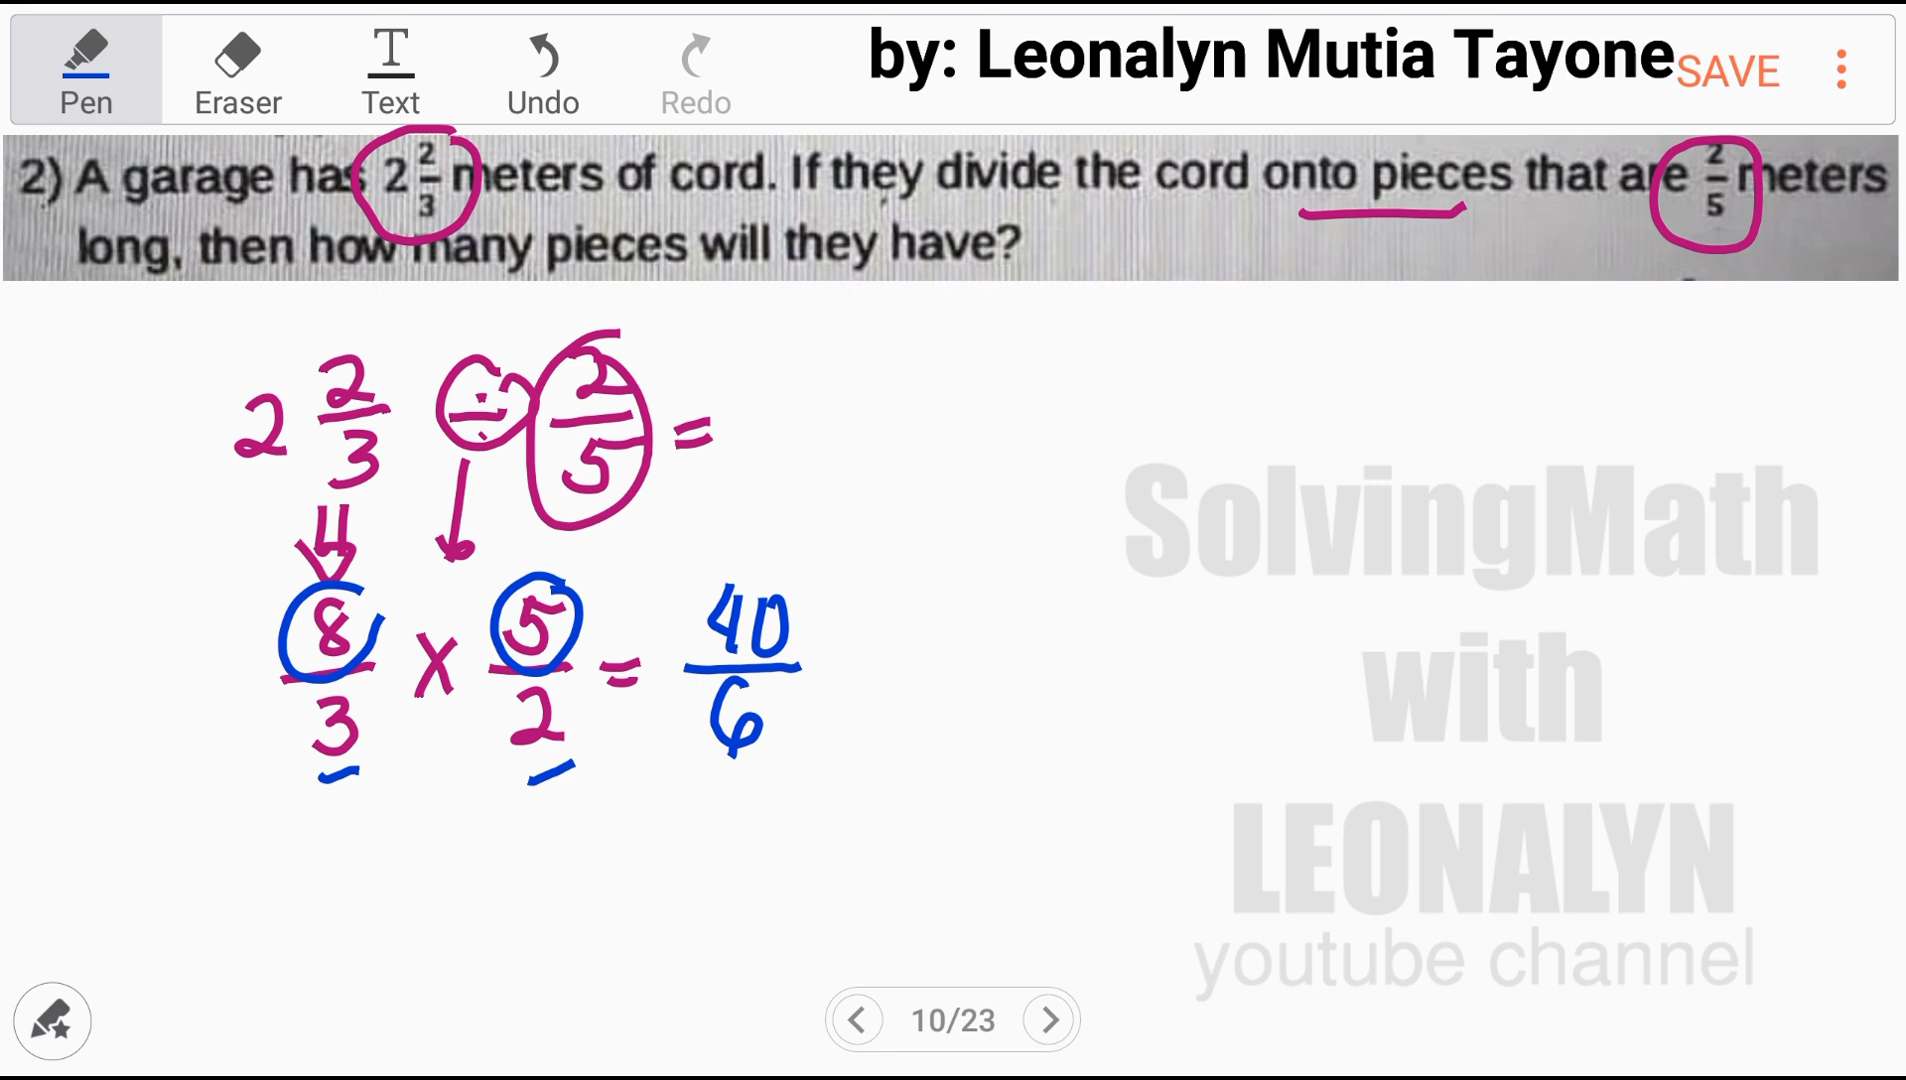 by: Leonalyn Mutia Tayone
Pen Eraser Text Undo Redo SAVE
2) A garage has 2 2/3 meters of cord. If they divide the cord onto pieces that are 2/5 meters
long, then how many pieces will they have?
2 2/3 ÷ 2/5 =
8/3 x 5/2 = 40/6
SolvingMath
with
LEONALYN
youtube channel
10/23